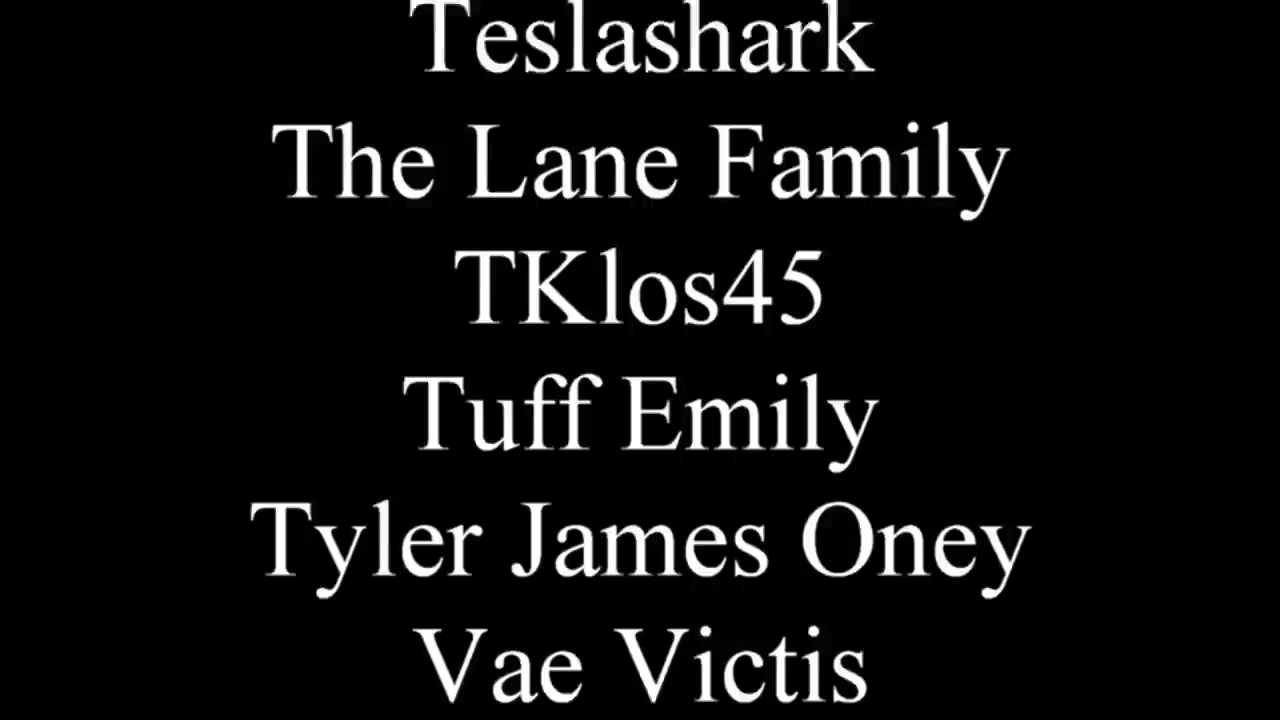 Teslashark
The Lane Family
TKlos45
Tuff Emily
Tyler James Oney
Vae Victis